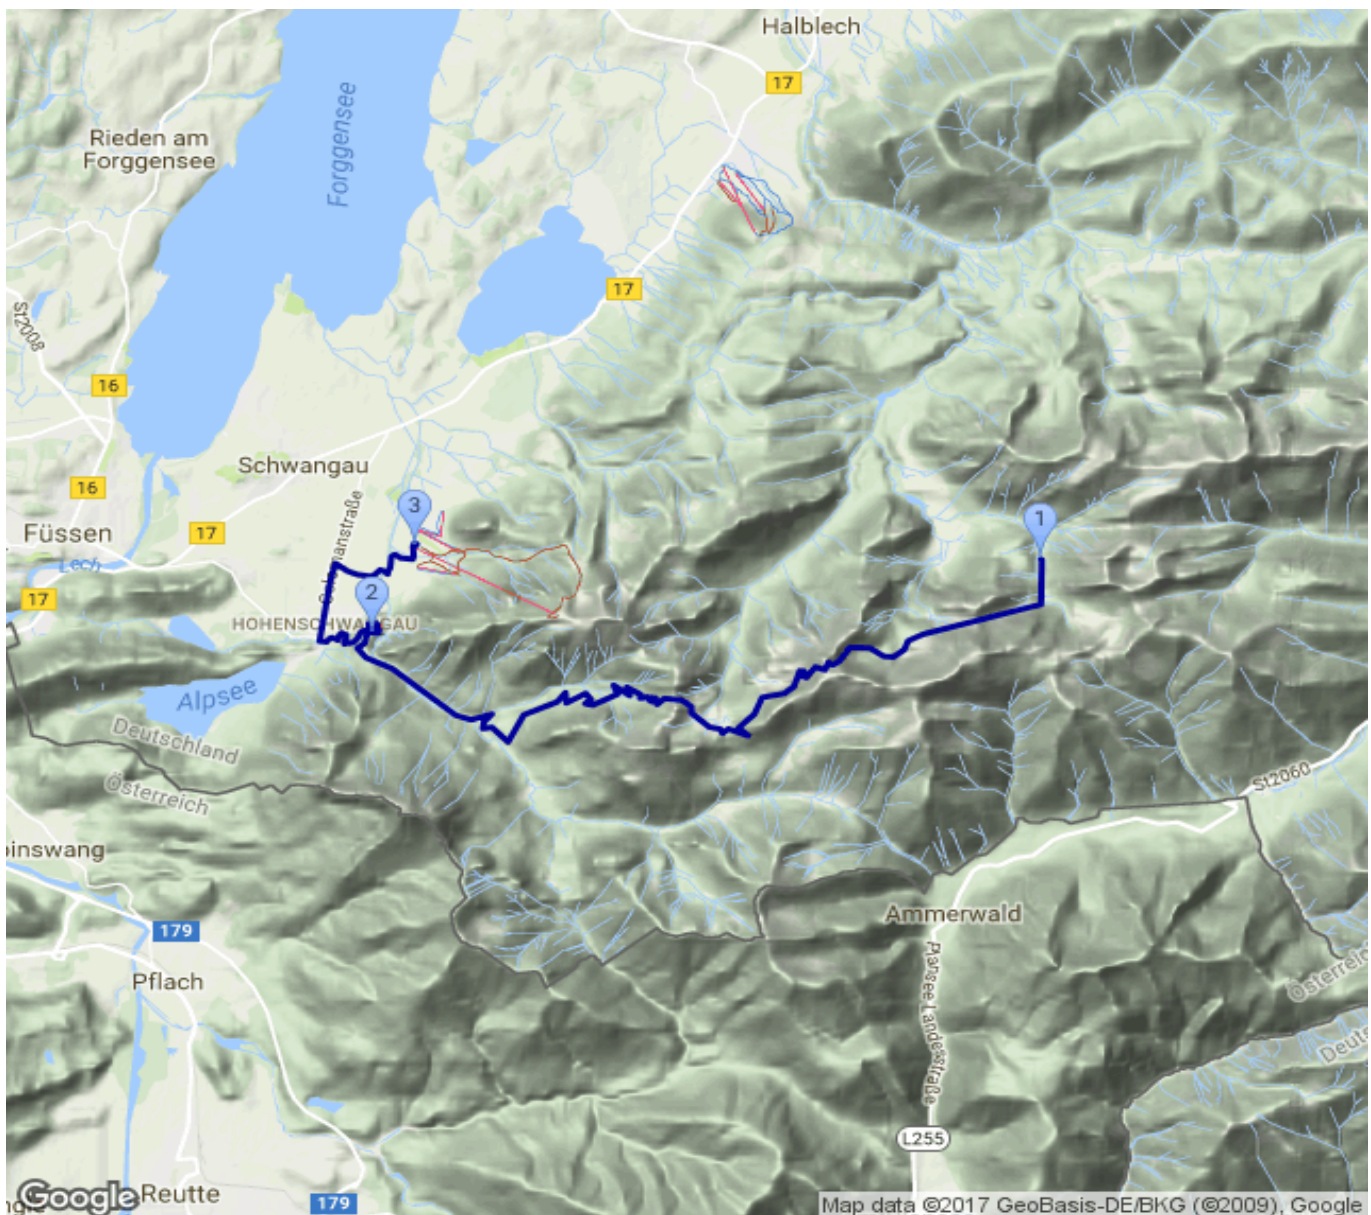 Halblech
17
Rieden am
Forggensee
Forggensee
17
St2008
16
Schwangau
16
3
1
Füssen
17
Lech
2
17
HOHENSCHWANGAU
Alpsee
Deutschland
Österreich
St2060
Ammerwald
179
Plansee Landesstraße
Pflach
L255
Reutte
179
Google
Map data ©2017 GeoBasis-DE/BKG (©2009), Google